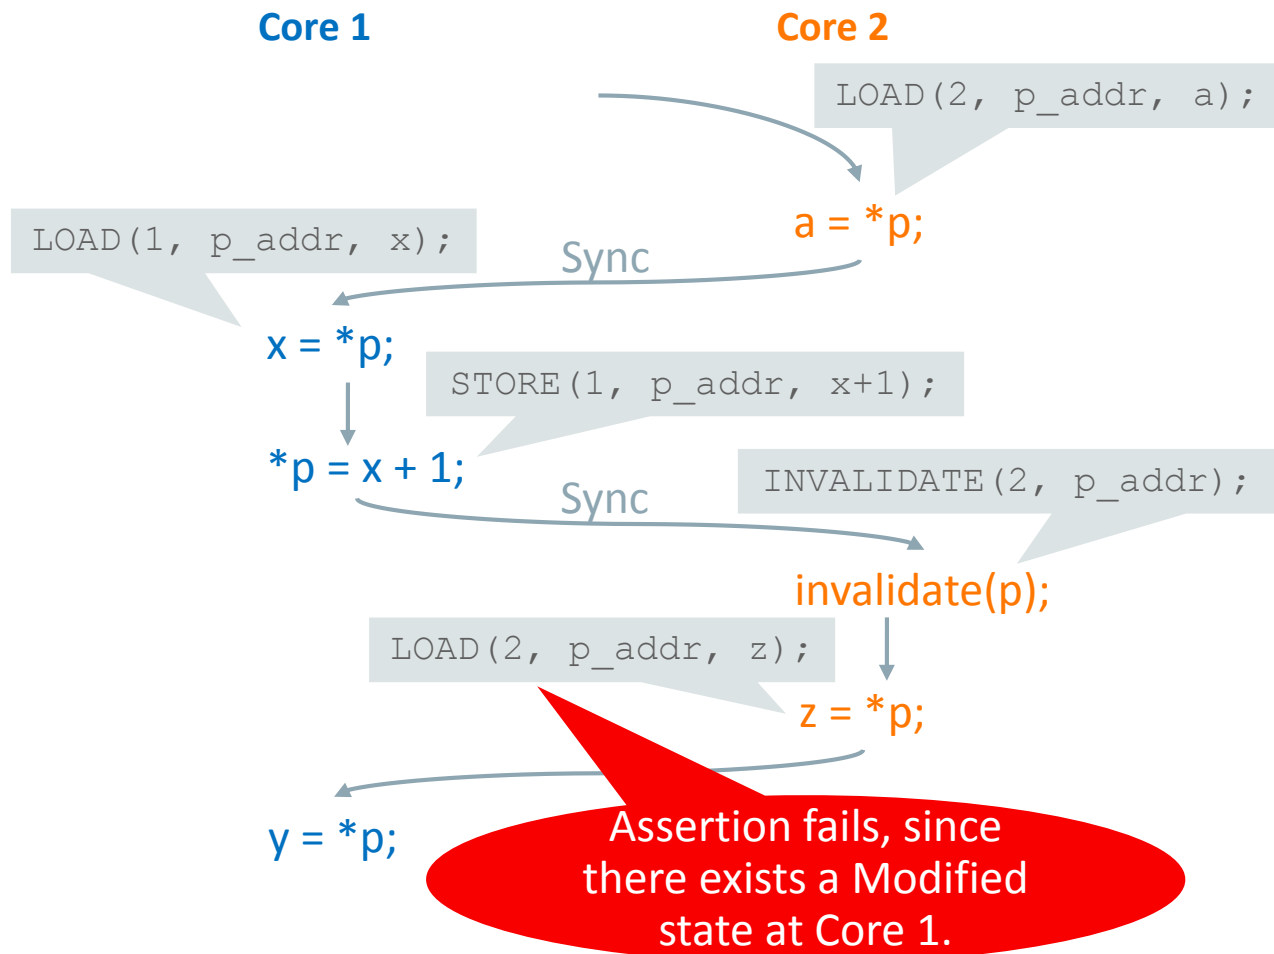 Core 1
Core 2
LOAD(2, p_addr, a);
a = *p;
LOAD(1, p_addr, x);
Sync
x = *p;
STORE(1, p_addr, x+1);
*p = x + 1;
INVALIDATE(2, p_addr);
Sync
invalidate(p);
LOAD(2, p_addr, z);
z = *p;
y = *p;
Assertion fails, since
there exists a Modified
state at Core 1.